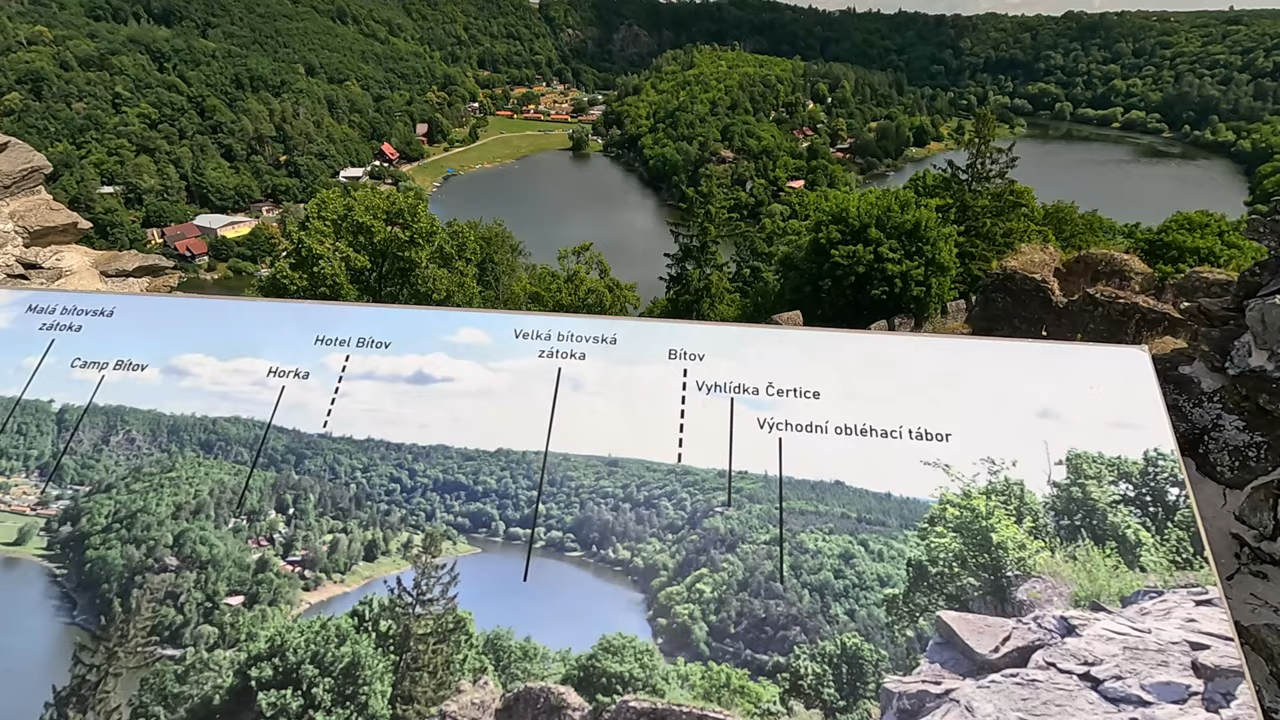 Malá bítovská
zátoka
Camp Bítov
Horka
Hotel Bítov
Velká bítovská
zátoka
Bítov
Vyhlídka Čertice
Východní obléhací tábor